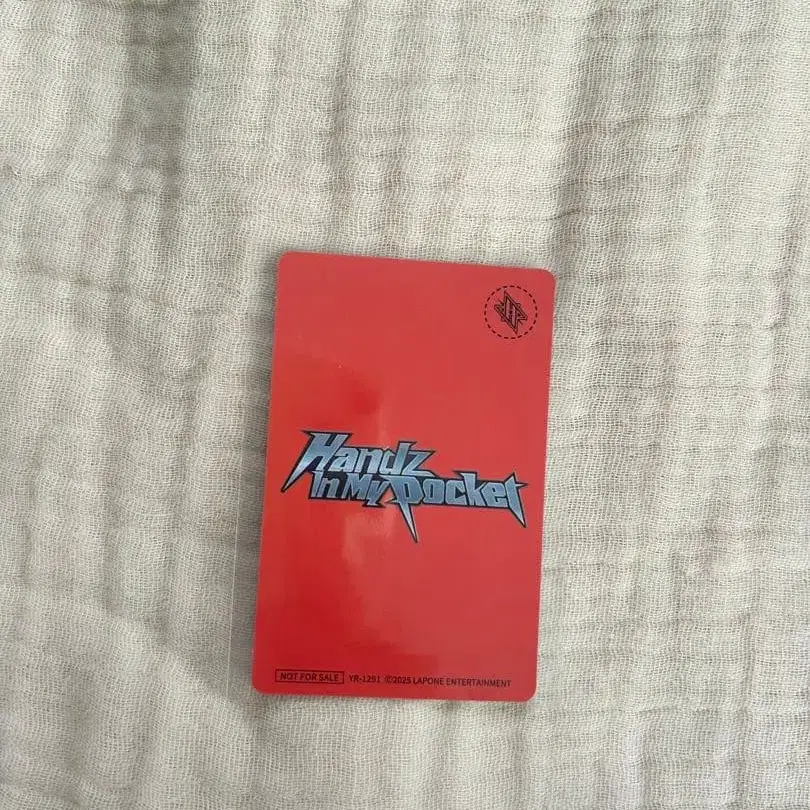 Handz
In My Pocket
NOT FOR SALE YR-1291 ©2025 LAPONE ENTERTAINMENT